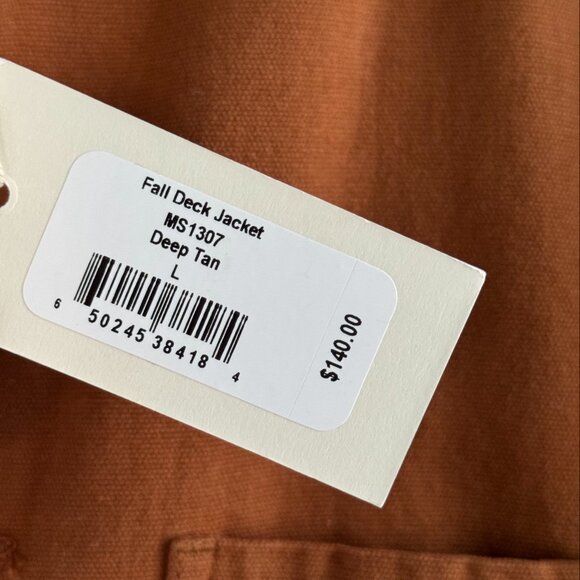 Fall Deck Jacket
MS1307
Deep Tan
L
6 50245 38418 4
$140.00